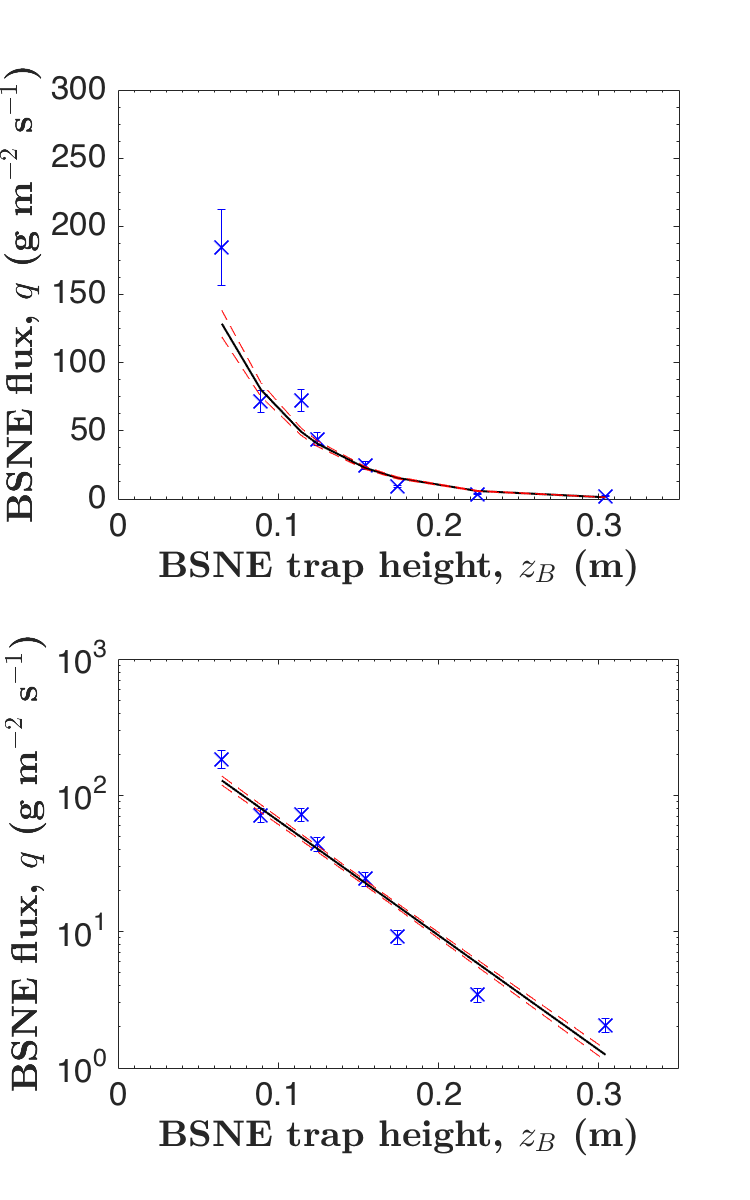 BSNE flux, q (g m⁻² s⁻¹)
300
250
200
150
100
50
0
0 0.1 0.2 0.3
BSNE trap height, z_B (m)
BSNE flux, q (g m⁻² s⁻¹)
10³
10²
10¹
10⁰
0 0.1 0.2 0.3
BSNE trap height, z_B (m)